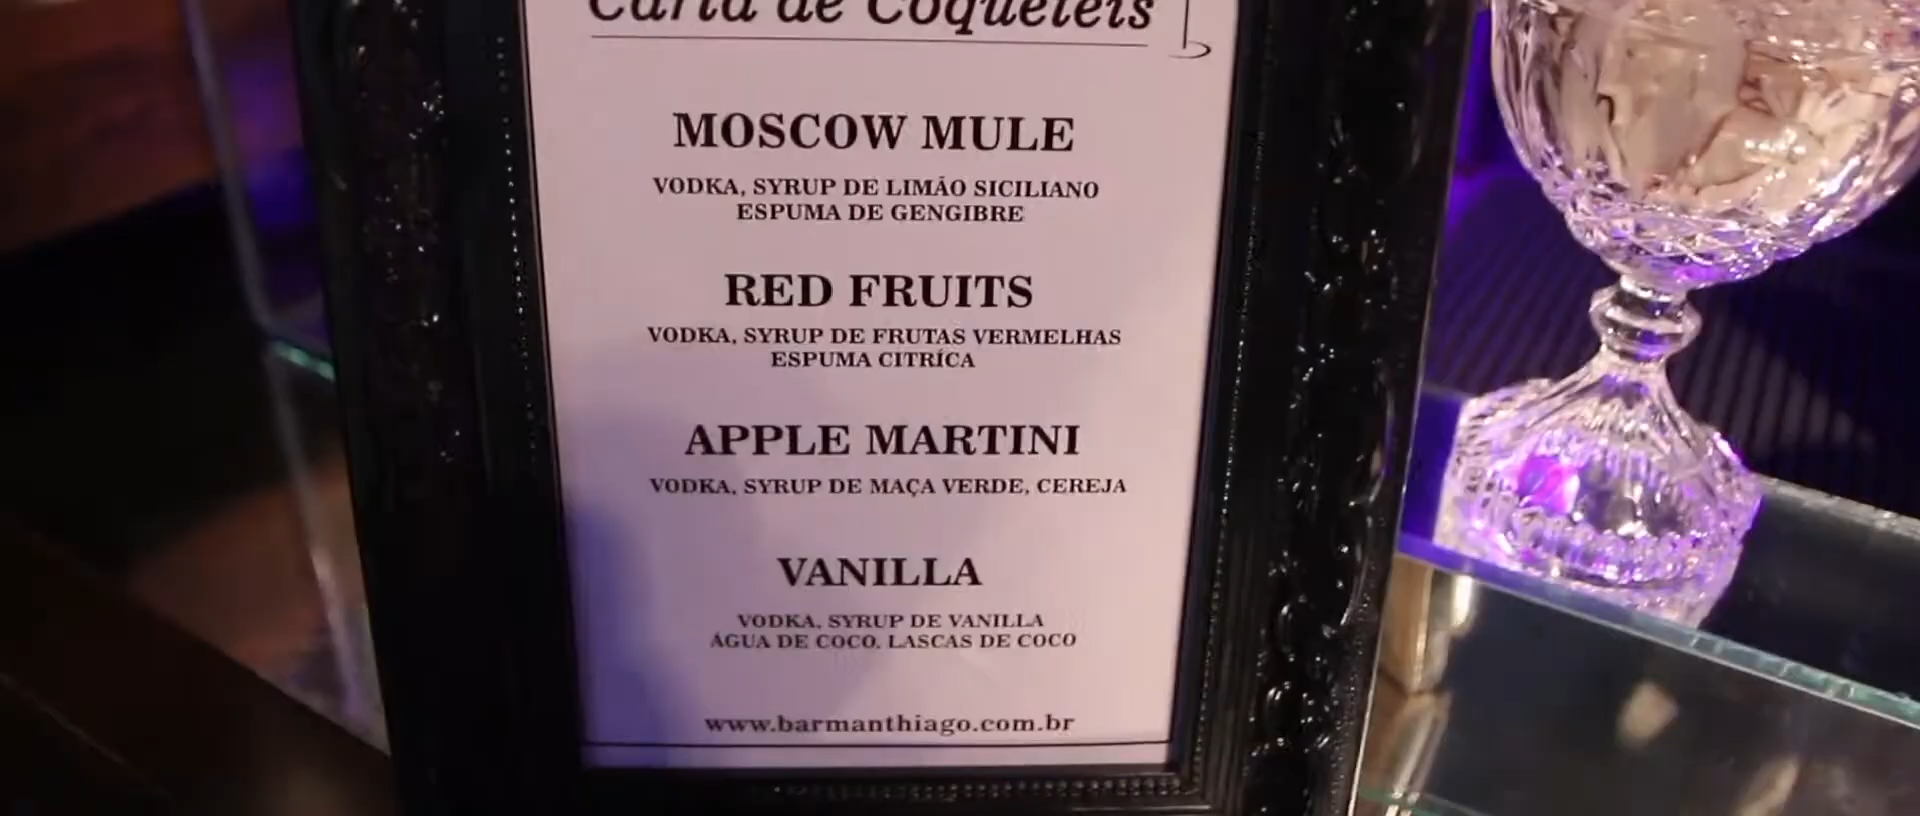 Carta de Coqueteis
MOSCOW MULE
VODKA, SYRUP DE LIMÃO SICILIANO
ESPUMA DE GENGIBRE
RED FRUITS
VODKA, SYRUP DE FRUTAS VERMELHAS
ESPUMA CITRÍCA
APPLE MARTINI
VODKA, SYRUP DE MAÇA VERDE, CEREJA
VANILLA
VODKA, SYRUP DE VANILLA
ÁGUA DE COCO, LASCAS DE COCO
www.barmanthiago.com.br